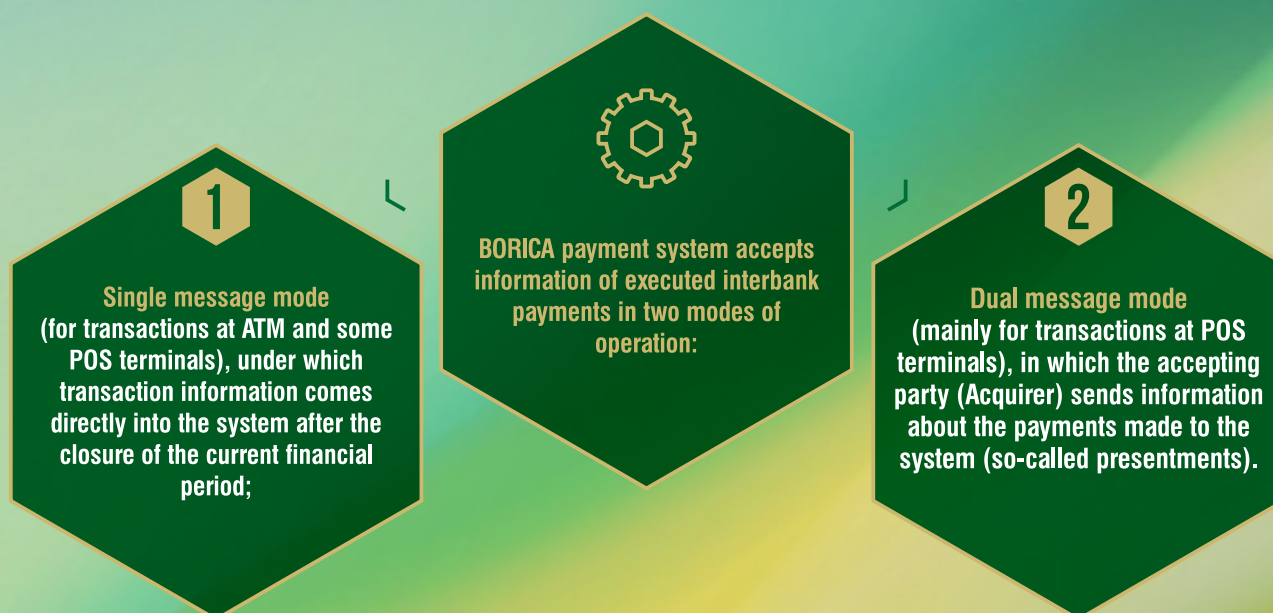 BORICA payment system accepts
information of executed interbank
payments in two modes of
operation:
1
Single message mode
(for transactions at ATM and some
POS terminals), under which
transaction information comes
directly into the system after the
closure of the current financial
period;
2
Dual message mode
(mainly for transactions at POS
terminals), in which the accepting
party (Acquirer) sends information
about the payments made to the
system (so-called presentments).